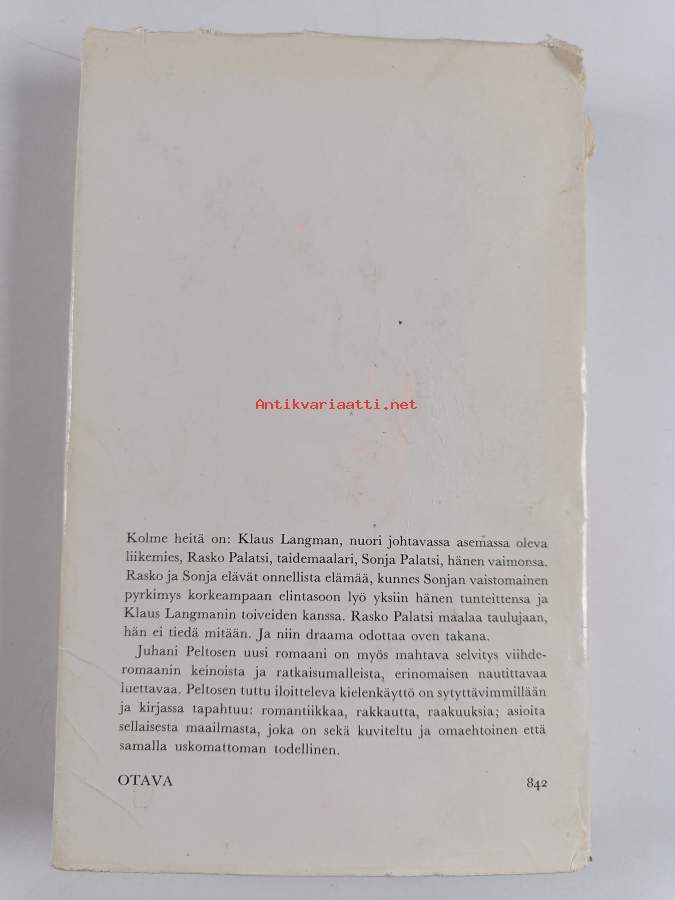 Antikvariaatti.net
Kolme heitä on: Klaus Langman, nuori johtavassa asemassa oleva
liikemies, Rasko Palatsi, taidemaalari, Sonja Palatsi, hänen vaimonsa.
Rasko ja Sonja elävät onnellista elämää, kunnes Sonjan vaistomainen
pyrkimys korkeampaan elintasoon lyö yksiin hänen tunteittensa ja
Klaus Langmanin toiveiden kanssa. Rasko Palatsi maalaa taulujaan,
hän ei tiedä mitään. Ja niin draama odottaa oven takana.
Juhani Peltosen uusi romaani on myös mahtava selvitys viihde-
romaanin keinoista ja ratkaisumalleista, erinomaisen nautittavaa
luettavaa. Peltosen tuttu iloitteleva kielenkäyttö on sytyttävimmillään
ja kirjassa tapahtuu: romantiikkaa, rakkautta, raakuuksia; asioita
sellaisesta maailmasta, joka on sekä kuviteltu ja omaehtoinen että
samalla uskomattoman todellinen.
OTAVA 842